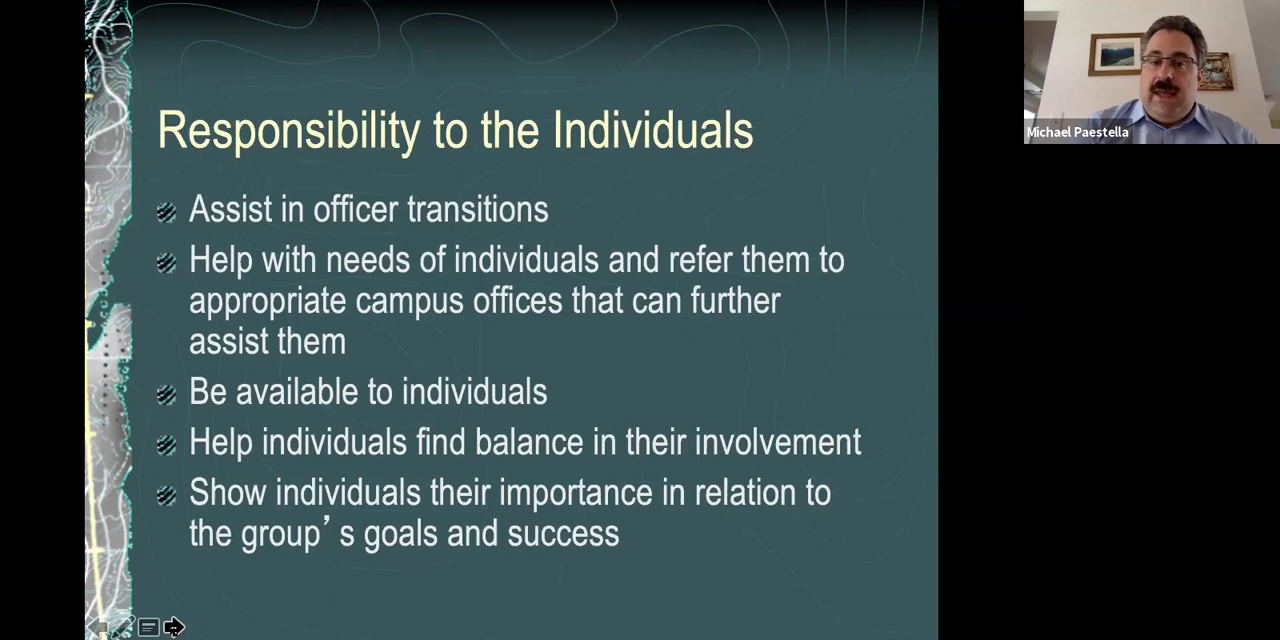 Responsibility to the Individuals
Assist in officer transitions
Help with needs of individuals and refer them to
appropriate campus offices that can further
assist them
Be available to individuals
Help individuals find balance in their involvement
Show individuals their importance in relation to
the group’s goals and success
Michael Paestella